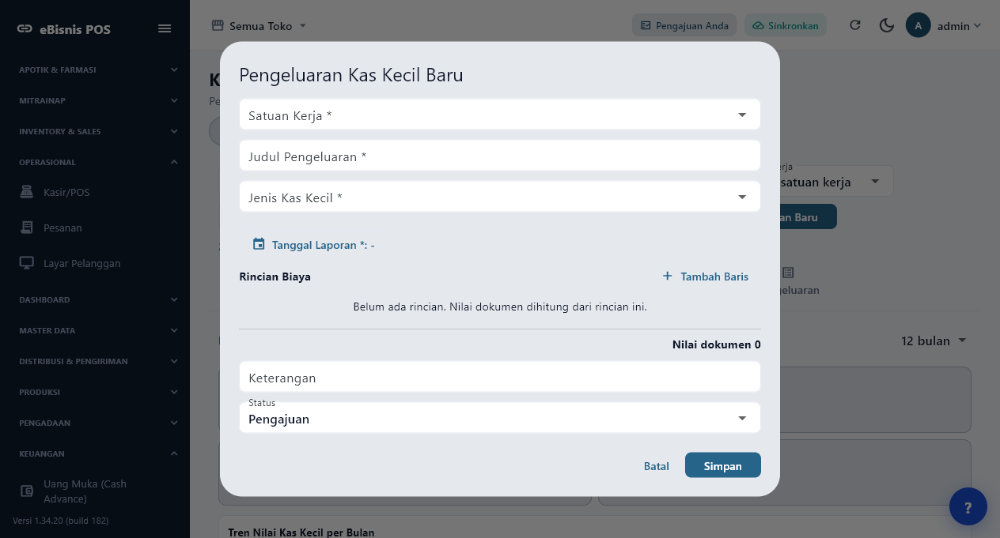 eBisnis POS
APOTIK & FARMASI
MITRAINAP
INVENTORY & SALES
OPERASIONAL
Kasir/POS
Pesanan
Layar Pelanggan
DASHBOARD
MASTER DATA
DISTRIBUSI & PENGIRIMAN
PRODUKSI
PENGADAAN
KEUANGAN
Uang Muka (Cash
Advance)
Versi 1.34.20 (build 182)
Semua Toko
Pengajuan Anda
Sinkronkan
A
admin
Pengeluaran Kas Kecil Baru
Satuan Kerja *
Judul Pengeluaran *
Jenis Kas Kecil *
Tanggal Laporan *: -
Rincian Biaya
Tambah Baris
Belum ada rincian. Nilai dokumen dihitung dari rincian ini.
Nilai dokumen 0
Keterangan
Status
Pengajuan
Batal
Simpan
satuan kerja
Baru
12 bulan
Tren Nilai Kas Kecil per Bulan
?